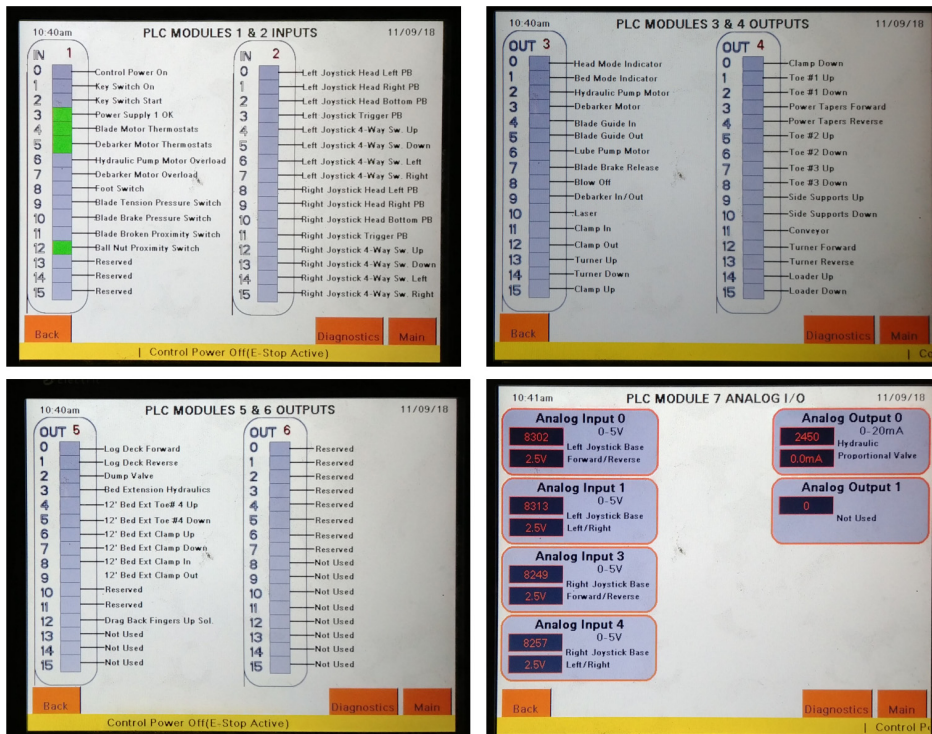 10:40am PLC MODULES 1 & 2 INPUTS 11/09/18
IN 1
0 Control Power On
1 Key Switch On
2 Key Switch Start
3 Power Supply 1 OK
4 Blade Motor Thermostats
5 Debarker Motor Thermostats
6 Hydraulic Pump Motor Overload
7 Debarker Motor Overload
8 Foot Switch
9 Blade Tension Pressure Switch
10 Blade Brake Pressure Switch
11 Blade Broken Proximity Switch
12 Ball Nut Proximity Switch
13 Reserved
14 Reserved
15 Reserved
IN 2
0 Left Joystick Head Left PB
1 Left Joystick Head Right PB
2 Left Joystick Head Bottom PB
3 Left Joystick Trigger PB
4 Left Joystick 4-Way Sw. Up
5 Left Joystick 4-Way Sw. Down
6 Left Joystick 4-Way Sw. Left
7 Left Joystick 4-Way Sw. Right
8 Right Joystick Head Left PB
9 Right Joystick Head Right PB
10 Right Joystick Head Bottom PB
11 Right Joystick Trigger PB
12 Right Joystick 4-Way Sw. Up
13 Right Joystick 4-Way Sw. Down
14 Right Joystick 4-Way Sw. Left
15 Right Joystick 4-Way Sw. Right
Back Diagnostics Main
| Control Power Off(E-Stop Active)
10:40am PLC MODULES 3 & 4 OUTPUTS 11/09/18
OUT 3
0 Head Mode Indicator
1 Bed Mode Indicator
2 Hydraulic Pump Motor
3 Debarker Motor
4 Blade Guide In
5 Blade Guide Out
6 Lube Pump Motor
7 Blade Brake Release
8 Blow Off
9 Debarker In/Out
10 Laser
11 Clamp In
12 Clamp Out
13 Turner Up
14 Turner Down
15 Clamp Up
OUT 4
0 Clamp Down
1 Toe #1 Up
2 Toe #1 Down
3 Power Tapers Forward
4 Power Tapers Reverse
5 Toe #2 Up
6 Toe #2 Down
7 Toe #3 Up
8 Toe #3 Down
9 Side Supports Up
10 Side Supports Down
11 Conveyor
12 Turner Forward
13 Turner Reverse
14 Loader Up
15 Loader Down
Back Diagnostics Main
| Co
10:40am PLC MODULES 5 & 6 OUTPUTS 11/09/18
OUT 5
0 Log Deck Forward
1 Log Deck Reverse
2 Dump Valve
3 Bed Extension Hydraulics
4 12' Bed Ext Toe# 4 Up
5 12' Bed Ext Toe #4 Down
6 12' Bed Ext Clamp Up
7 12' Bed Ext Clamp Down
8 12' Bed Ext Clamp In
9 12' Bed Ext Clamp Out
10 Reserved
11 Reserved
12 Drag Back Fingers Up Sol.
13 Not Used
14 Not Used
15 Not Used
OUT 6
0 Reserved
1 Reserved
2 Reserved
3 Reserved
4 Reserved
5 Reserved
6 Reserved
7 Reserved
8 Not Used
9 Not Used
10 Not Used
11 Not Used
12 Not Used
13 Not Used
14 Not Used
15 Not Used
Back Diagnostics Main
Control Power Off(E-Stop Active)
10:41am PLC MODULE 7 ANALOG I/O 11/09/18
Analog Input 0
0-5V
8302
Left Joystick Base
2.5V Forward/Reverse
Analog Input 1
0-5V
8313
Left Joystick Base
2.5V Left/Right
Analog Input 3
0-5V
8249
Right Joystick Base
2.5V Forward/Reverse
Analog Input 4
0-5V
8257
Right Joystick Base
2.5V Left/Right
Analog Output 0
0-20mA
2450 Hydraulic
0.0mA Proportional Valve
Analog Output 1
0
Not Used
Back Diagnostics Main
| Control P